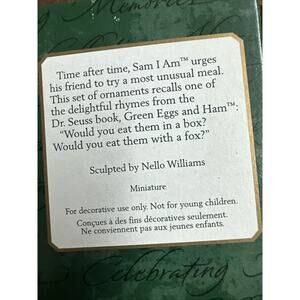 Memories
Time after time, Sam I Am™ urges
his friend to try a most unusual meal.
This set of ornaments recalls one of
the delightful rhymes from the
Dr. Seuss book, Green Eggs and Ham™:
“Would you eat them in a box?
Would you eat them with a fox?”
Sculpted by Nello Williams
Miniature
For decorative use only. Not for young children.
Conçues à des fins décoratives seulement.
Ne conviennent pas aux jeunes enfants.
Celebrating